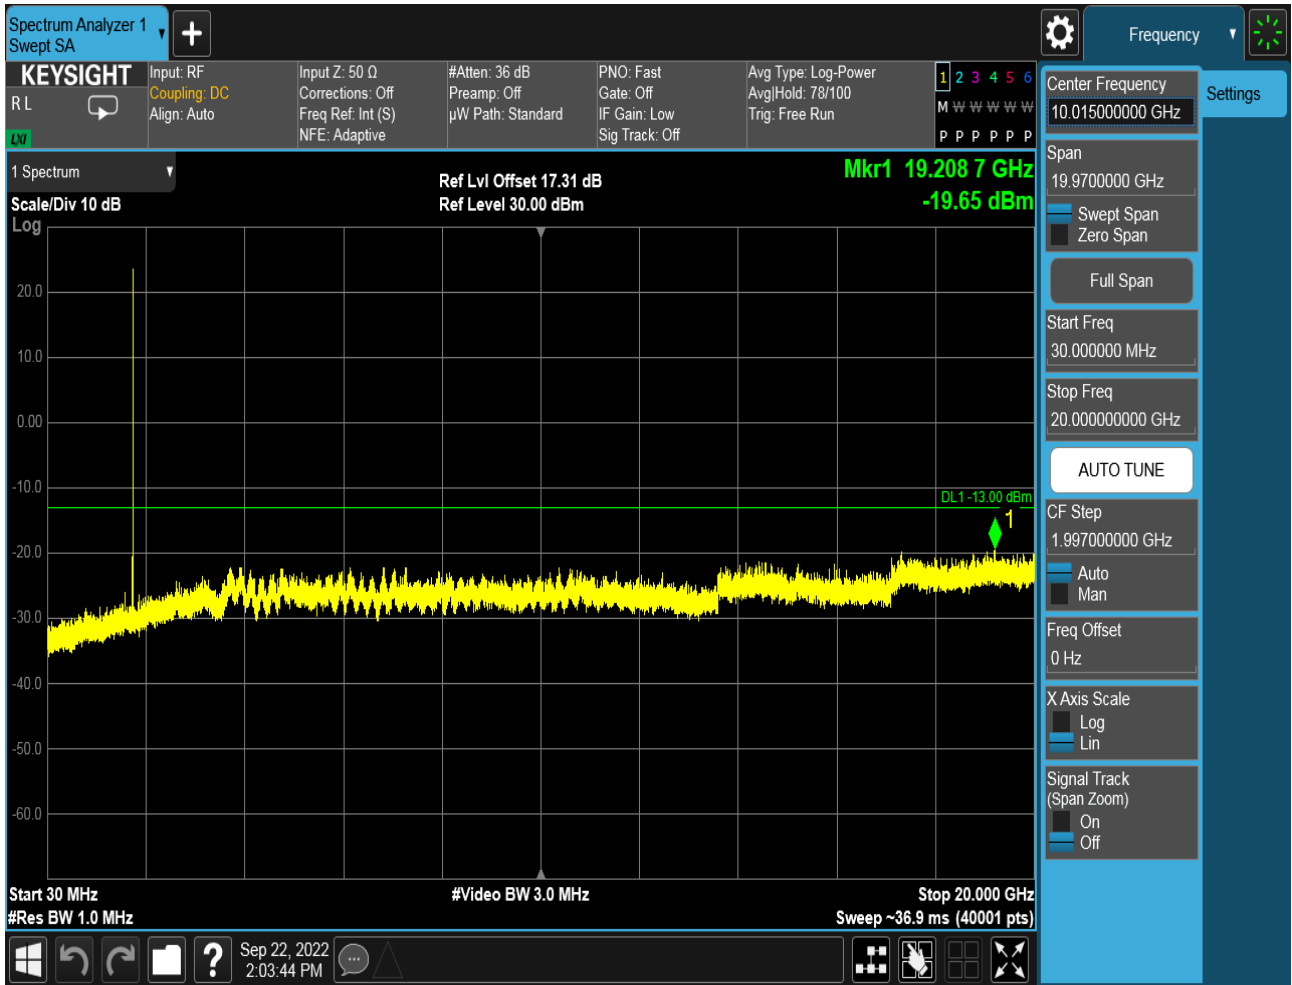 Spectrum Analyzer 1
Swept SA
Frequency
KEYSIGHT
R L
LXI
Input: RF
Coupling: DC
Align: Auto
Input Z: 50 Ω
Corrections: Off
Freq Ref: Int (S)
NFE: Adaptive
#Atten: 36 dB
Preamp: Off
µW Path: Standard
PNO: Fast
Gate: Off
IF Gain: Low
Sig Track: Off
Avg Type: Log-Power
Avg|Hold: 78/100
Trig: Free Run
1 2 3 4 5 6
M W W W W W
P P P P P P
1 Spectrum
Scale/Div 10 dB
Log
Ref Lvl Offset 17.31 dB
Ref Level 30.00 dBm
Mkr1 19.208 7 GHz
-19.65 dBm
20.0
10.0
0.00
-10.0
-20.0
-30.0
-40.0
-50.0
-60.0
DL1 -13.00 dBm
1
Start 30 MHz
#Res BW 1.0 MHz
#Video BW 3.0 MHz
Stop 20.000 GHz
Sweep ~36.9 ms (40001 pts)
Sep 22, 2022
2:03:44 PM
Center Frequency
10.015000000 GHz
Settings
Span
19.9700000 GHz
Swept Span
Zero Span
Full Span
Start Freq
30.000000 MHz
Stop Freq
20.000000000 GHz
AUTO TUNE
CF Step
1.997000000 GHz
Auto
Man
Freq Offset
0 Hz
X Axis Scale
Log
Lin
Signal Track
(Span Zoom)
On
Off